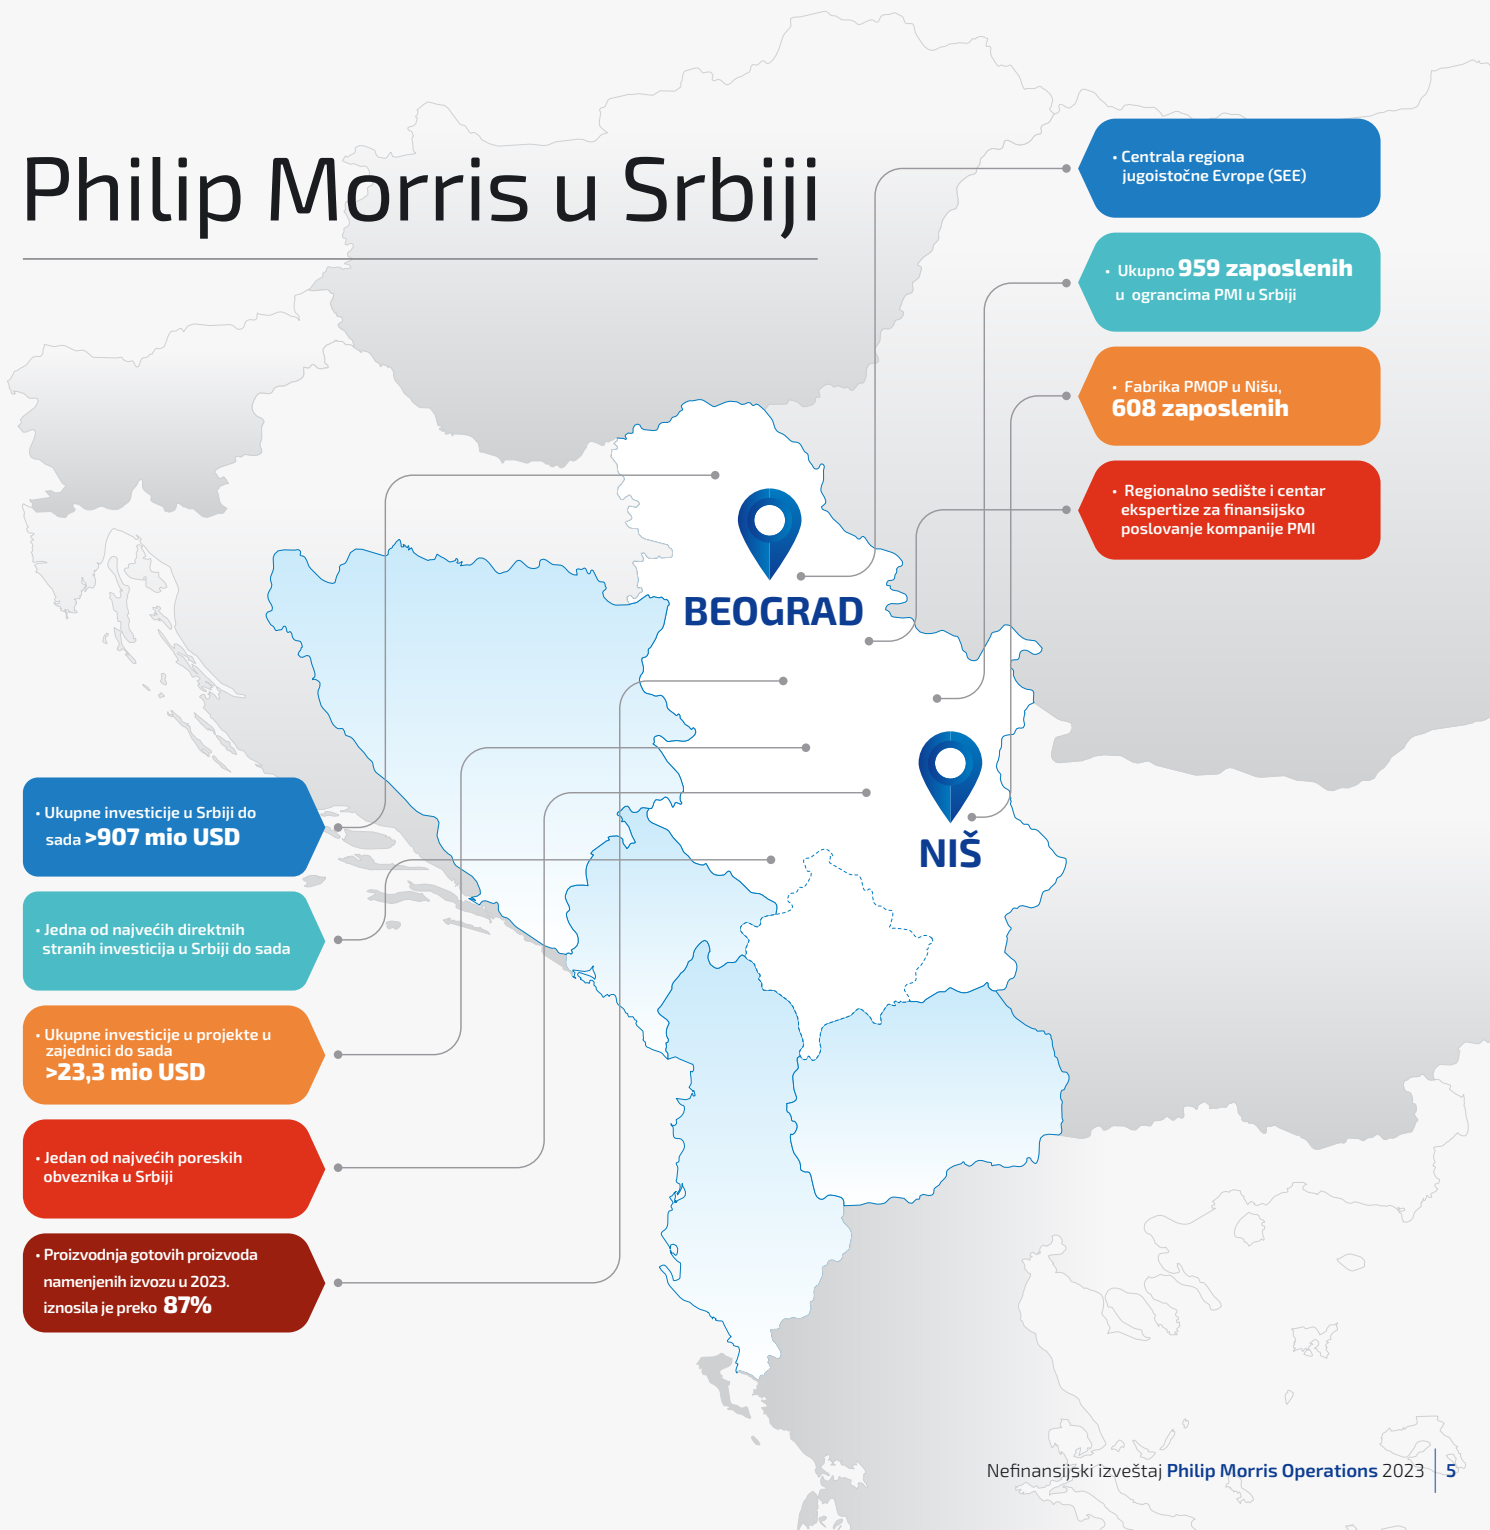 Philip Morris u Srbiji
• Centrala regiona
jugoistočne Evrope (SEE)
• Ukupno 959 zaposlenih
u ograncima PMI u Srbiji
• Fabrika PMOP u Nišu,
608 zaposlenih
• Regionalno sedište i centar
ekspertize za finansijsko
poslovanje kompanije PMI
BEOGRAD
NIŠ
• Ukupne investicije u Srbiji do
sada >907 mio USD
• Jedna od najvećih direktnih
stranih investicija u Srbiji do sada
• Ukupne investicije u projekte u
zajednici do sada
>23,3 mio USD
• Jedan od najvećih poreskih
obveznika u Srbiji
• Proizvodnja gotovih proizvoda
namenjenih izvozu u 2023.
iznosila je preko 87%
Nefinansijski izveštaj Philip Morris Operations 2023 | 5